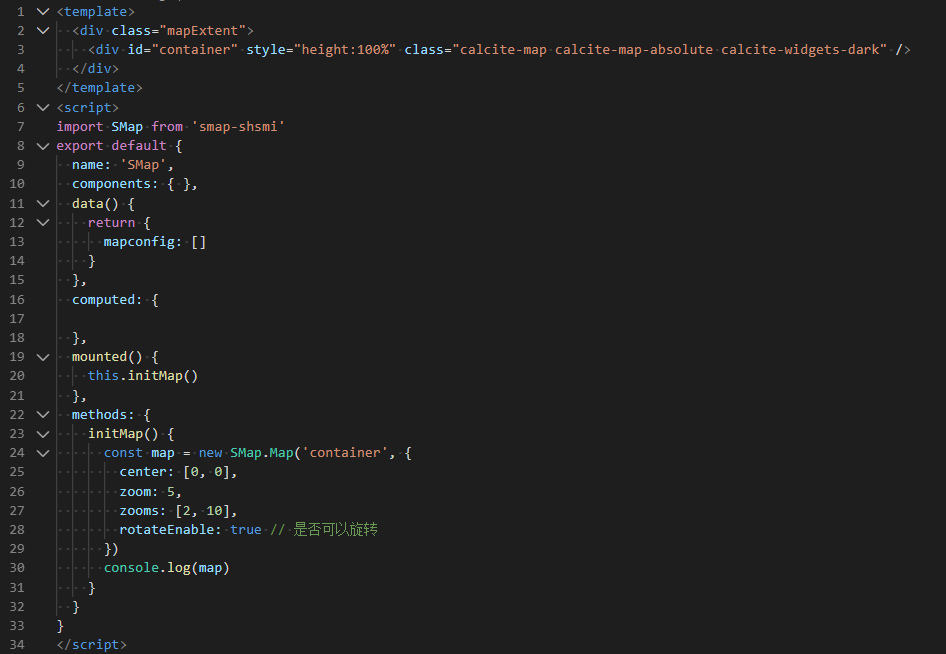 1 <template>
2 <div class="mapExtent">
3 <div id="container" style="height:100%" class="calcite-map calcite-map-absolute calcite-widgets-dark" />
4 </div>
5 </template>
6 <script>
7 import SMap from 'smap-shsmi'
8 export default {
9 name: 'SMap',
10 components: { },
11 data() {
12 return {
13 mapconfig: []
14 }
15 },
16 computed: {
17
18 },
19 mounted() {
20 this.initMap()
21 },
22 methods: {
23 initMap() {
24 const map = new SMap.Map('container', {
25 center: [0, 0],
26 zoom: 5,
27 zooms: [2, 10],
28 rotateEnable: true // 是否可以旋转
29 })
30 console.log(map)
31 }
32 }
33 }
34 </script>